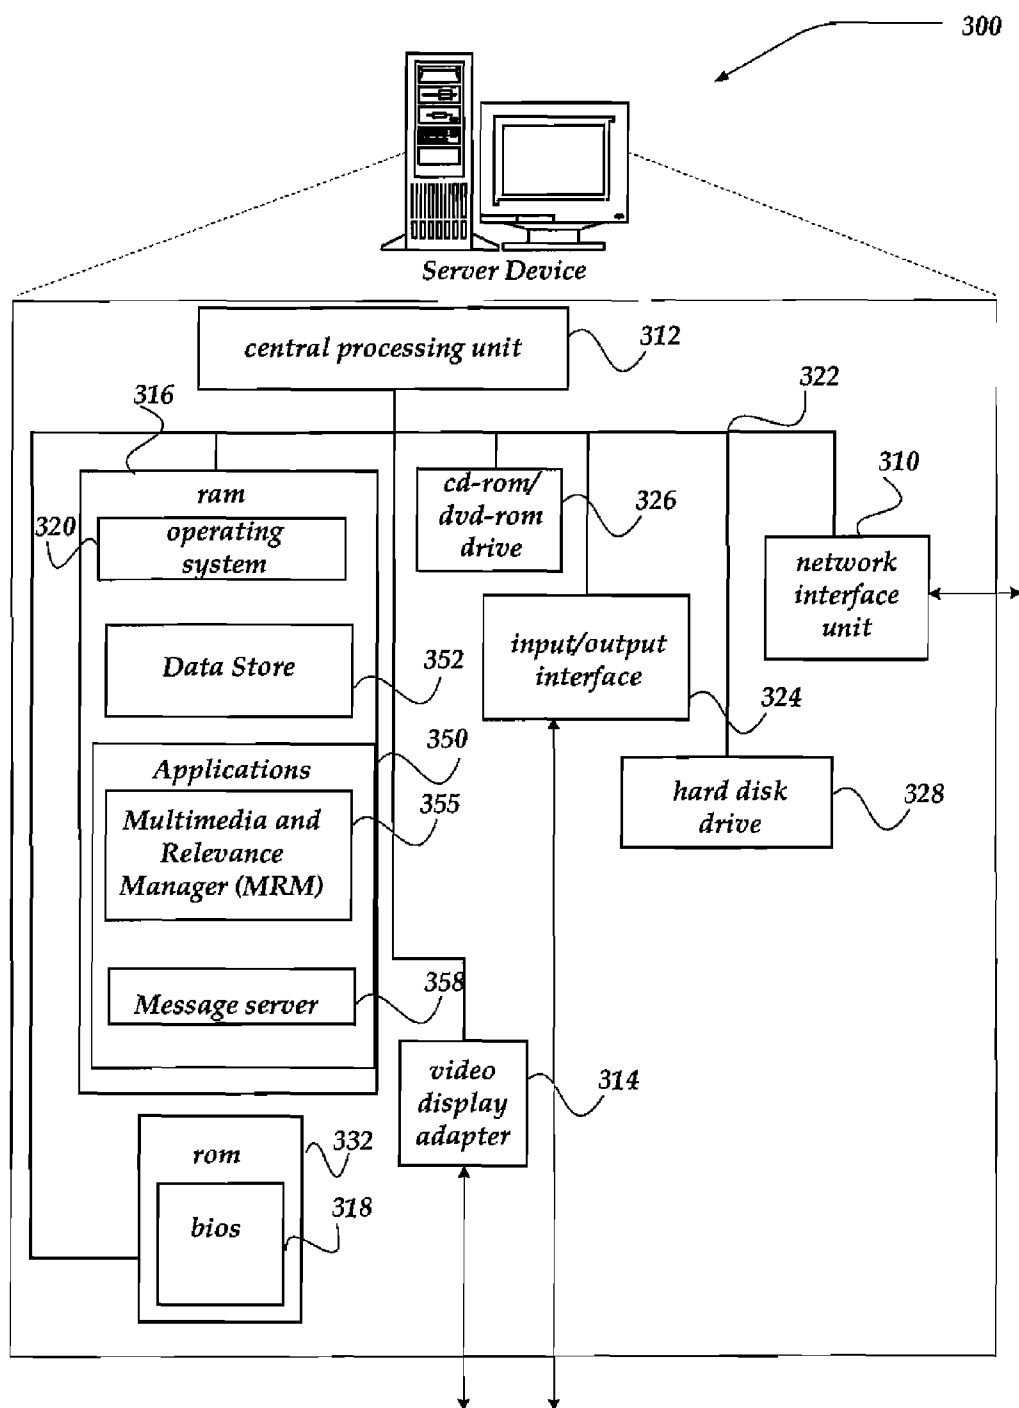 300
Server Device
central processing unit
312
322
316
310
ram
cd-rom/
dvd-rom
drive
326
320
operating
system
network
interface
unit
Data Store
352
input/output
interface
324
350
Applications
355
Multimedia and
Relevance
Manager (MRM)
hard disk
drive
328
358
Message server
video
display
adapter
314
332
rom
318
bios